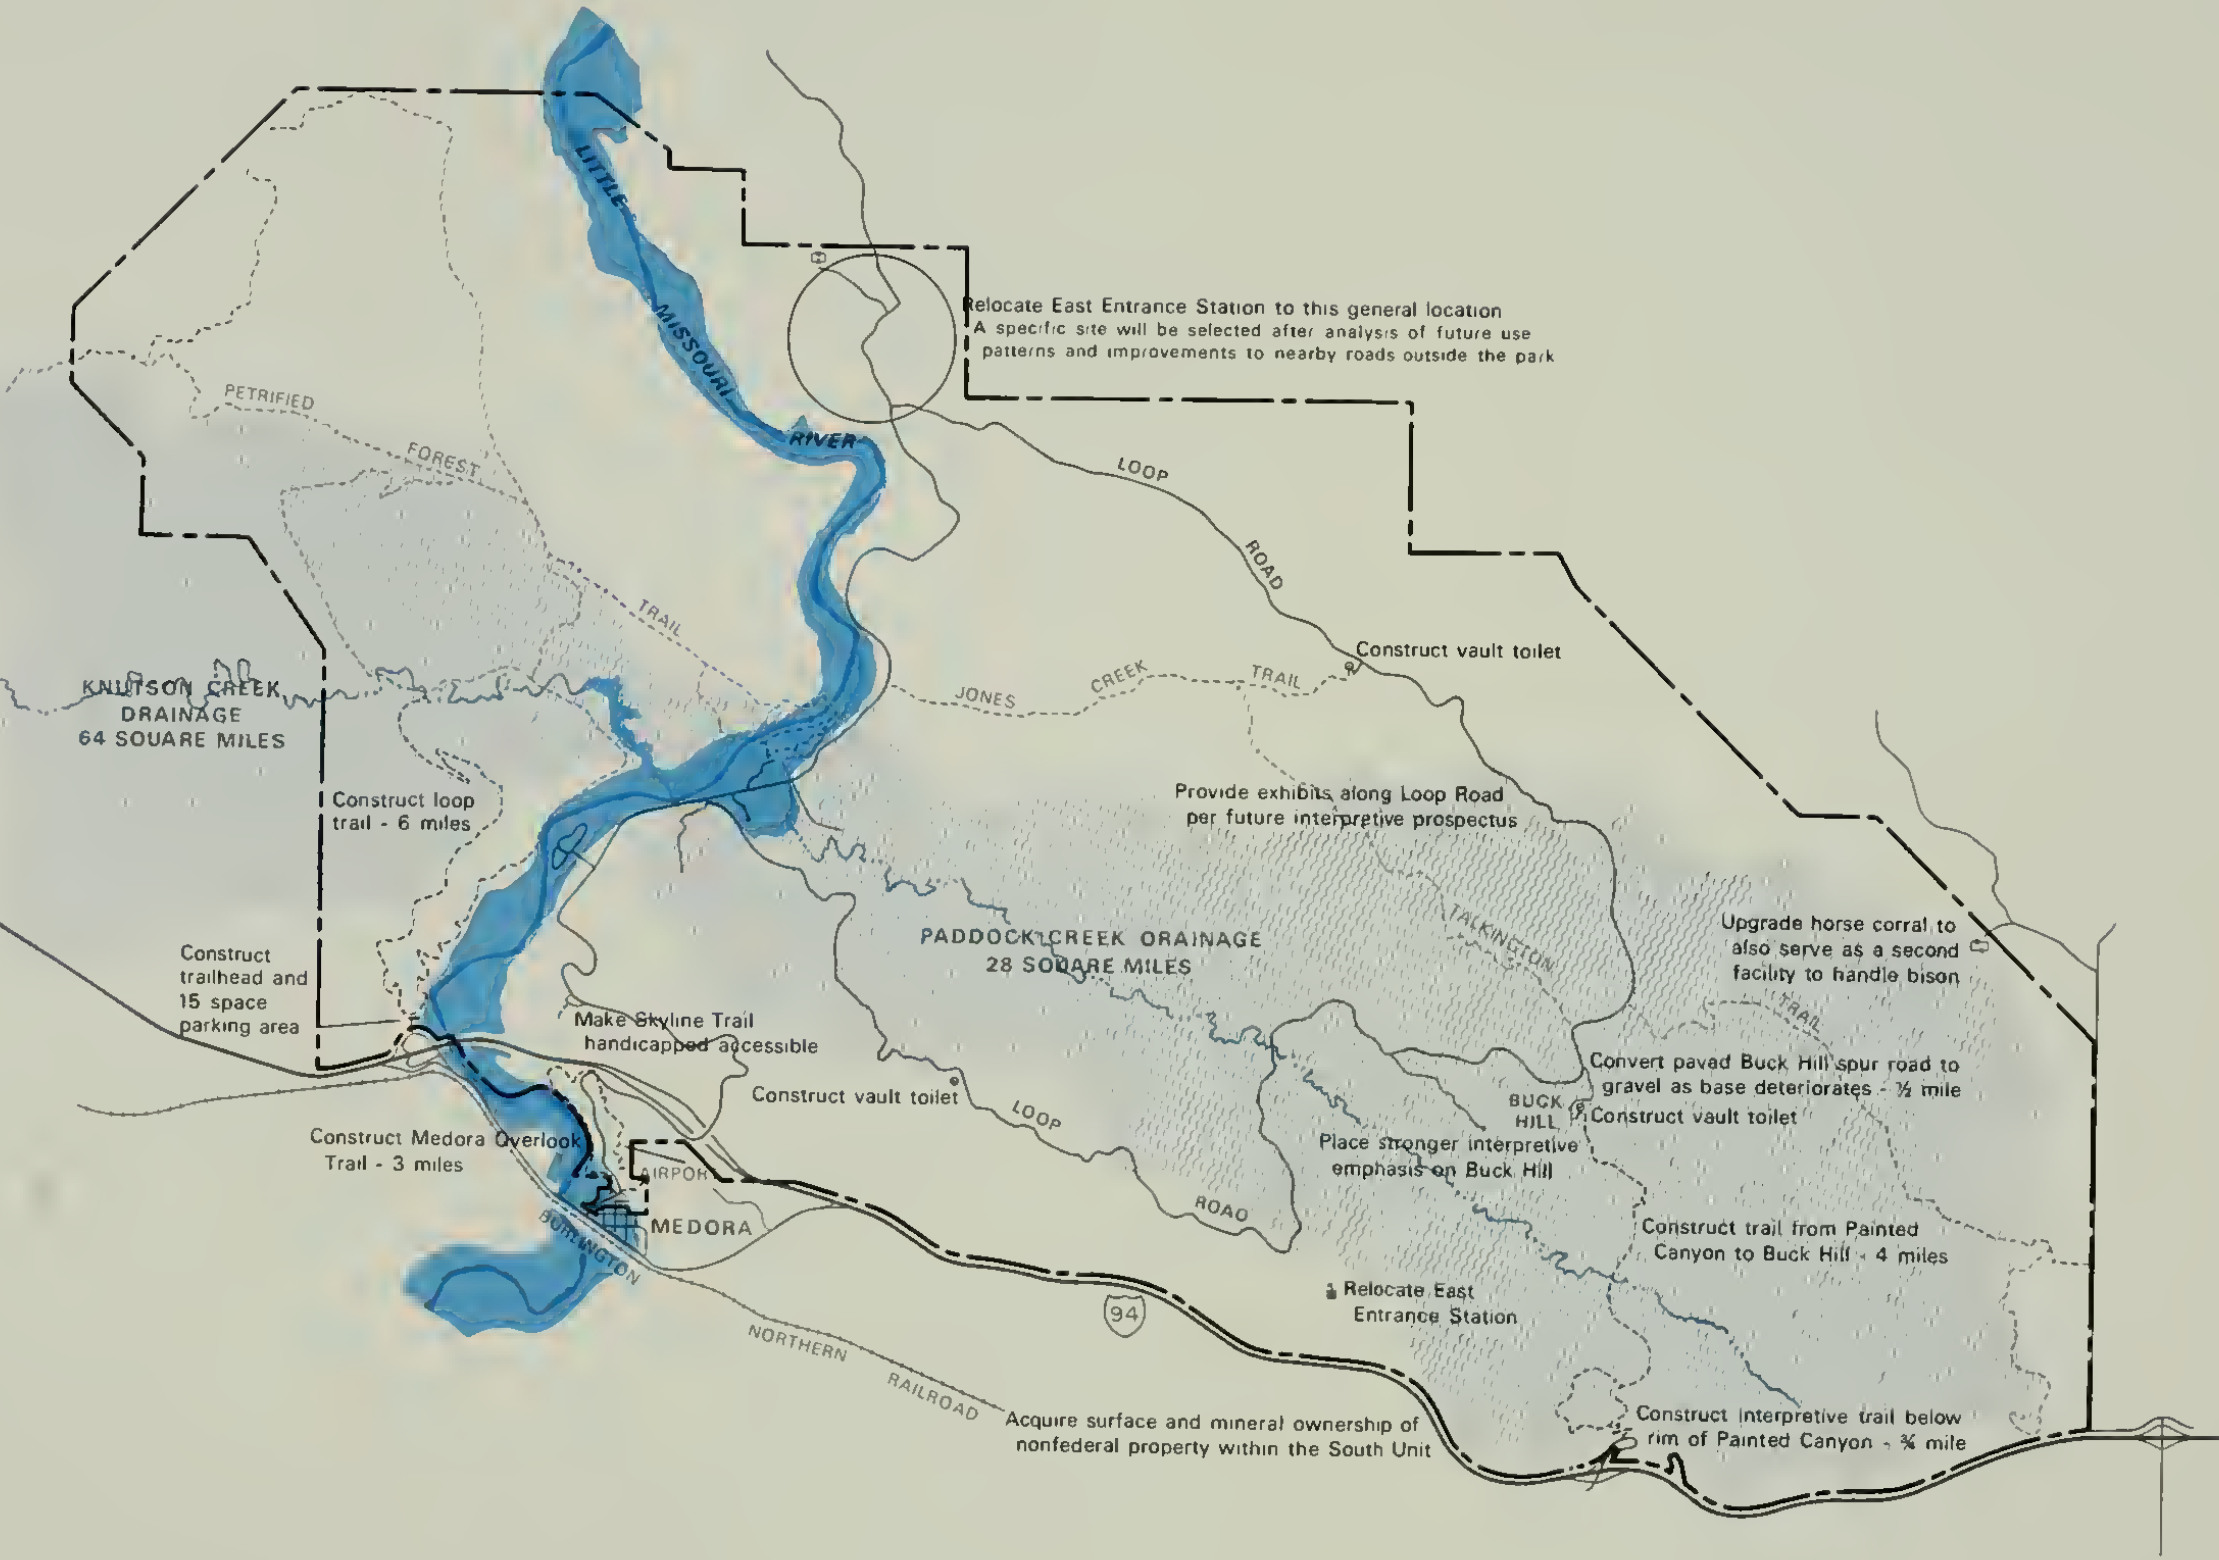 LITTLE
MISSOURI
RIVER
Relocate East Entrance Station to this general location
A specific site will be selected after analysis of future use
patterns and improvements to nearby roads outside the park
PETRIFIED
FOREST
TRAIL
LOOP
ROAD
Construct vault toilet
JONES
CREEK
TRAIL
KNUTSON CREEK
DRAINAGE
64 SQUARE MILES
Construct loop
trail - 6 miles
Provide exhibits along Loop Road
per future interpretive prospectus
PADDOCK CREEK DRAINAGE
28 SQUARE MILES
TALKINGTON
TRAIL
Upgrade horse corral to
also serve as a second
facility to handle bison
Construct
trailhead and
15 space
parking area
Make Skyline Trail
handicapped accessible
Construct vault toilet
LOOP
ROAD
Convert paved Buck Hill spur road to
gravel as base deteriorates - ½ mile
BUCK
HILL
Construct vault toilet
Place stronger interpretive
emphasis on Buck Hill
Construct Medora Overlook
Trail - 3 miles
AIRPORT
MEDORA
BURLINGTON
NORTHERN
RAILROAD
94
Construct trail from Painted
Canyon to Buck Hill - 4 miles
Relocate East
Entrance Station
Acquire surface and mineral ownership of
nonfederal property within the South Unit
Construct interpretive trail below
rim of Painted Canyon - ¾ mile